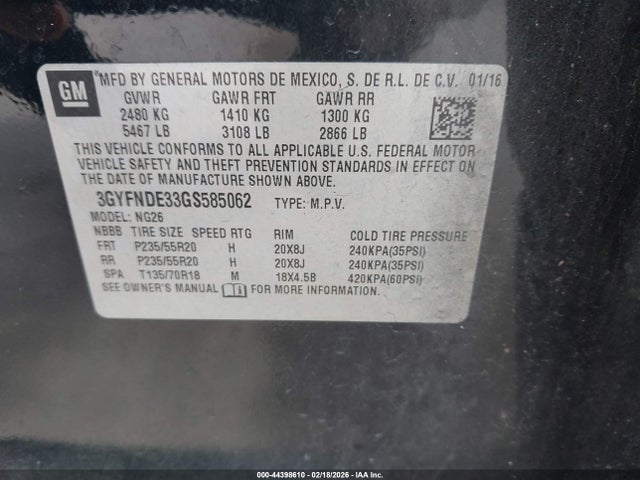 GM
®MFD BY GENERAL MOTORS DE MEXICO, S. DE R.L. DE C.V. 01/16
GVWR GAWR FRT GAWR RR
2480 KG 1410 KG 1300 KG
5467 LB 3108 LB 2866 LB
THIS VEHICLE CONFORMS TO ALL APPLICABLE U.S. FEDERAL MOTOR
VEHICLE SAFETY AND THEFT PREVENTION STANDARDS IN EFFECT ON
THE DATE OF MANUFACTURE SHOWN ABOVE.
3GYFNDE33GS585062 TYPE: M.P.V.
MODEL: NG26
NBBB TIRE SIZE SPEED RTG RIM COLD TIRE PRESSURE
FRT P235/55R20 H 20X8J 240KPA(35PSI)
RR P235/55R20 H 20X8J 240KPA(35PSI)
SPA T135/70R18 M 18X4.5B 420KPA(60PSI)
SEE OWNER'S MANUAL FOR ADDITIONAL INFORMATION.
000-44398610 - 02/18/2026 - IAAI.com